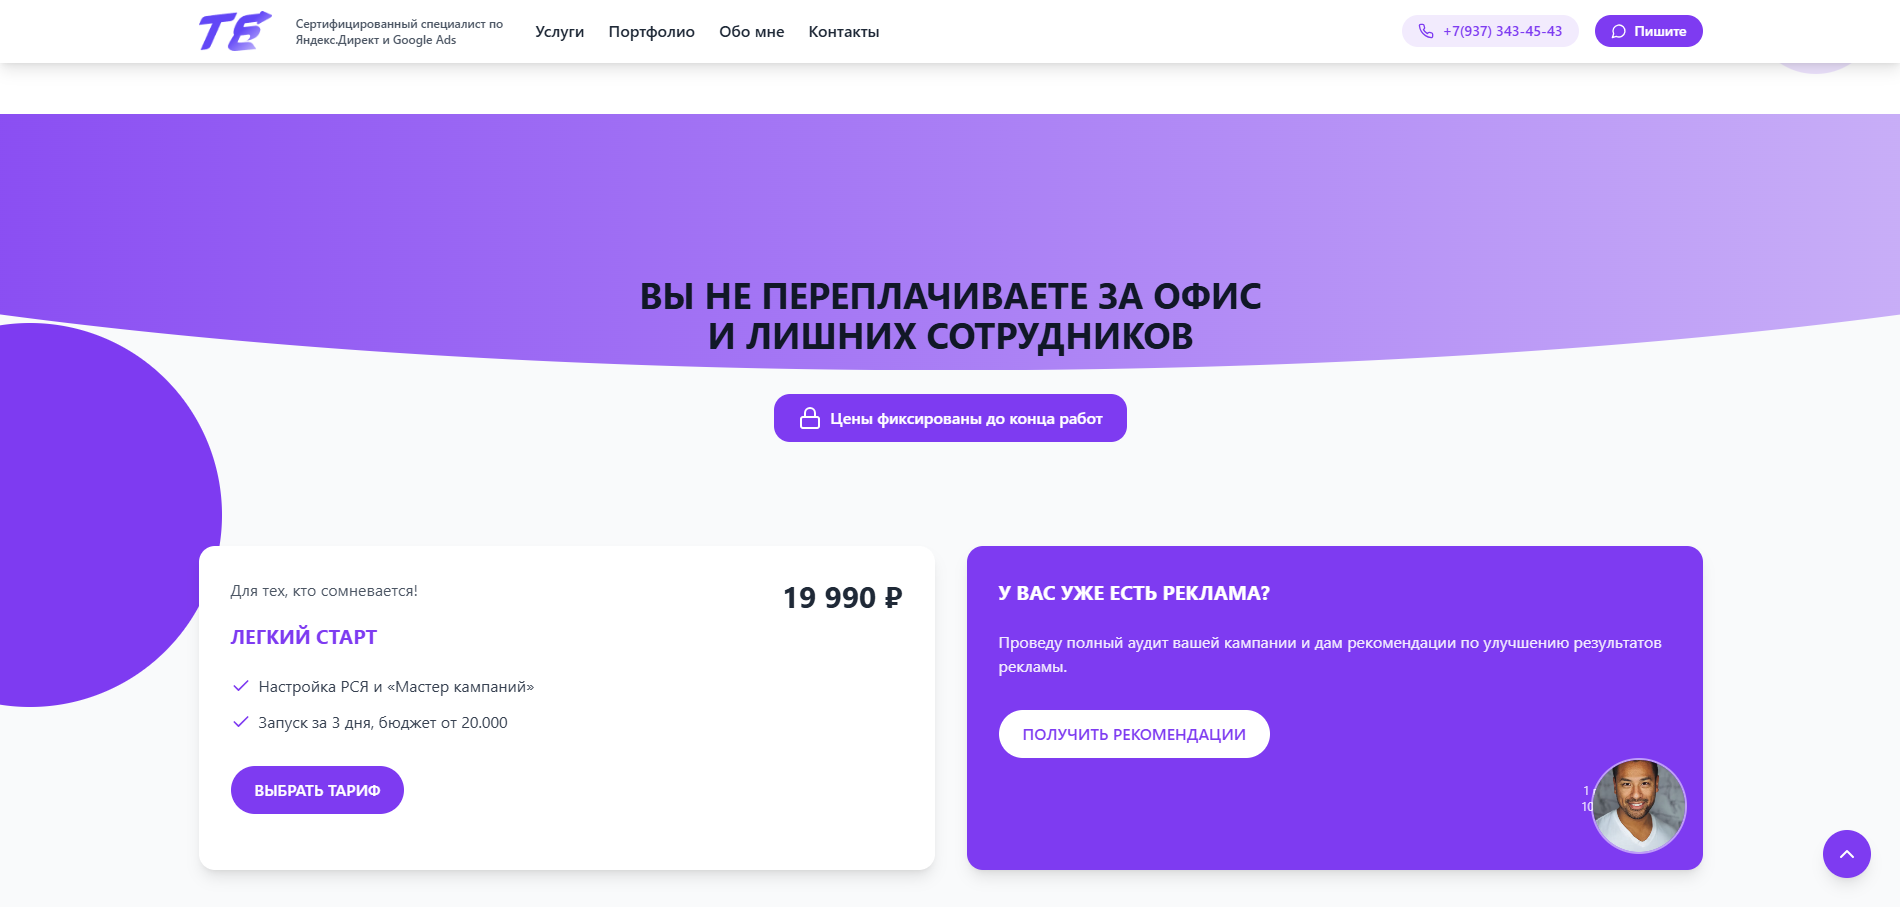 TE
Сертифицированный специалист по
Яндекс.Директ и Google Ads
Услуги
Портфолио
Обо мне
Контакты
+7(937) 343-45-43
Пишите
ВЫ НЕ ПЕРЕПЛАЧИВАЕТЕ ЗА ОФИС
И ЛИШНИХ СОТРУДНИКОВ
Цены фиксированы до конца работ
Для тех, кто сомневается!
19 990 ₽
ЛЕГКИЙ СТАРТ
Настройка РСЯ и «Мастер кампаний»
Запуск за 3 дня, бюджет от 20.000
ВЫБРАТЬ ТАРИФ
У ВАС УЖЕ ЕСТЬ РЕКЛАМА?
Проведу полный аудит вашей кампании и дам рекомендации по улучшению результатов
рекламы.
ПОЛУЧИТЬ РЕКОМЕНДАЦИИ
1
10